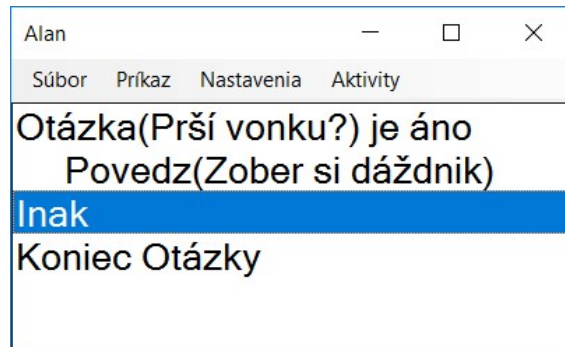 Alan
Súbor Príkaz Nastavenia Aktivity
Otázka(Prší vonku?) je áno
Povedz(Zober si dáždnik)
Inak
Koniec Otázky